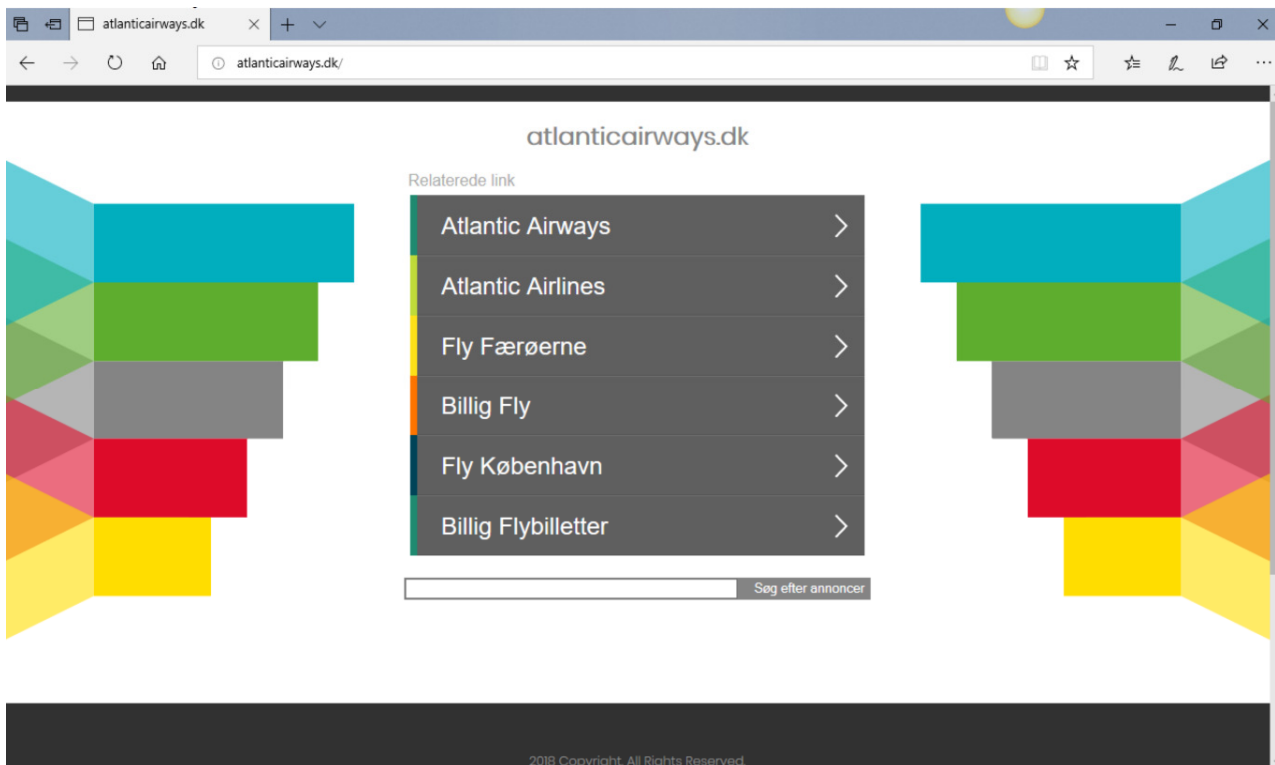 atlanticairways.dk
atlanticairways.dk/
atlanticairways.dk
Relaterede link
Atlantic Airways
Atlantic Airlines
Fly Færøerne
Billig Fly
Fly København
Billig Flybilletter
Søg efter annoncer
2018 Copyright. All Rights Reserved.